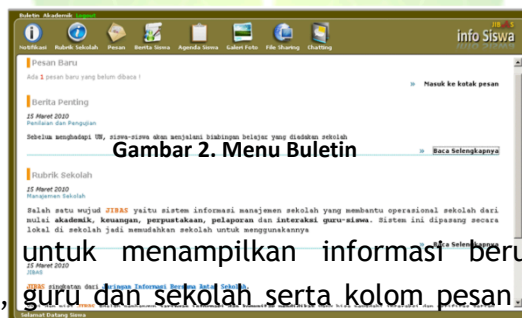 Buletin Akademik Logout
Notifikasi Rubrik Sekolah Pesan Berita Siswa Agenda Siswa Galeri Foto File Sharing Chatting
JIBAS
info Siswa
Pesan Baru
Ada 1 pesan baru yang belum dibaca !
» Masuk ke kotak pesan
Berita Penting
15 Maret 2010
Penilaian dan Pengujian
Sebelum menghadapi UN, siswa-siswa akan menjalani bimbingan belajar yang diadakan sekolah
Gambar 2. Menu Buletin
» Baca Selengkapnya
Rubrik Sekolah
15 Maret 2010
Manajemen Sekolah
Salah satu wujud JIBAS yaitu sistem informasi manajemen sekolah yang membantu operasional sekolah dari
mulai akademik, keuangan, perpustakaan, pelaporan dan interaksi guru-siswa. Sistem ini dipasang secara
lokal di sekolah jadi memudahkan sekolah untuk menggunakannya
» Baca Selengkapnya
untuk menampilkan informasi beru
15 Maret 2010
JIBAS
JIBAS singkatan dari Jaringan Informasi Bersama Antar Sekolah.
, guru dan sekolah serta kolom pesan
Selamat Datang Siswa